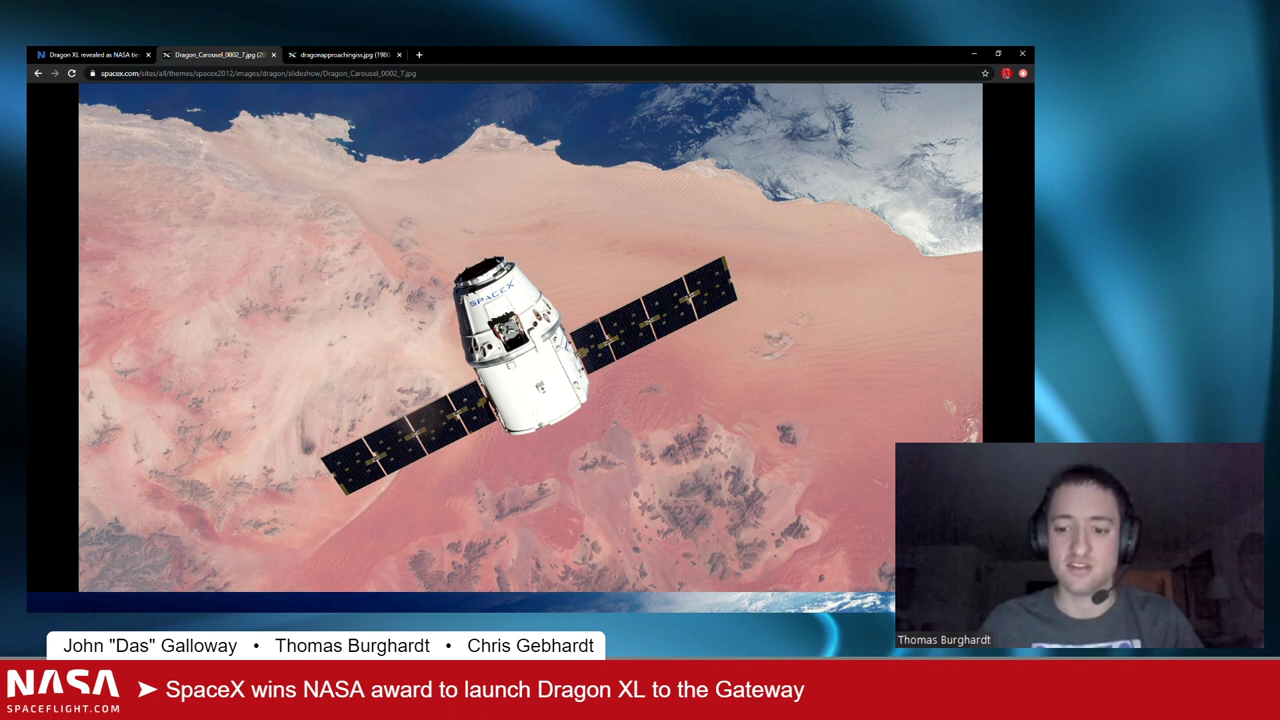 Dragon XL revealed as NASA tie
Dragon_Carousel_0002_7.jpg (20
dragonapproachingiss.jpg (1980
spacex.com/sites/all/themes/spacex2012/images/dragon/slideshow/Dragon_Carousel_0002_7.jpg
SPACEX
Thomas Burghardt
John "Das" Galloway • Thomas Burghardt • Chris Gebhardt
NASA
SPACEFLIGHT.COM
➤ SpaceX wins NASA award to launch Dragon XL to the Gateway